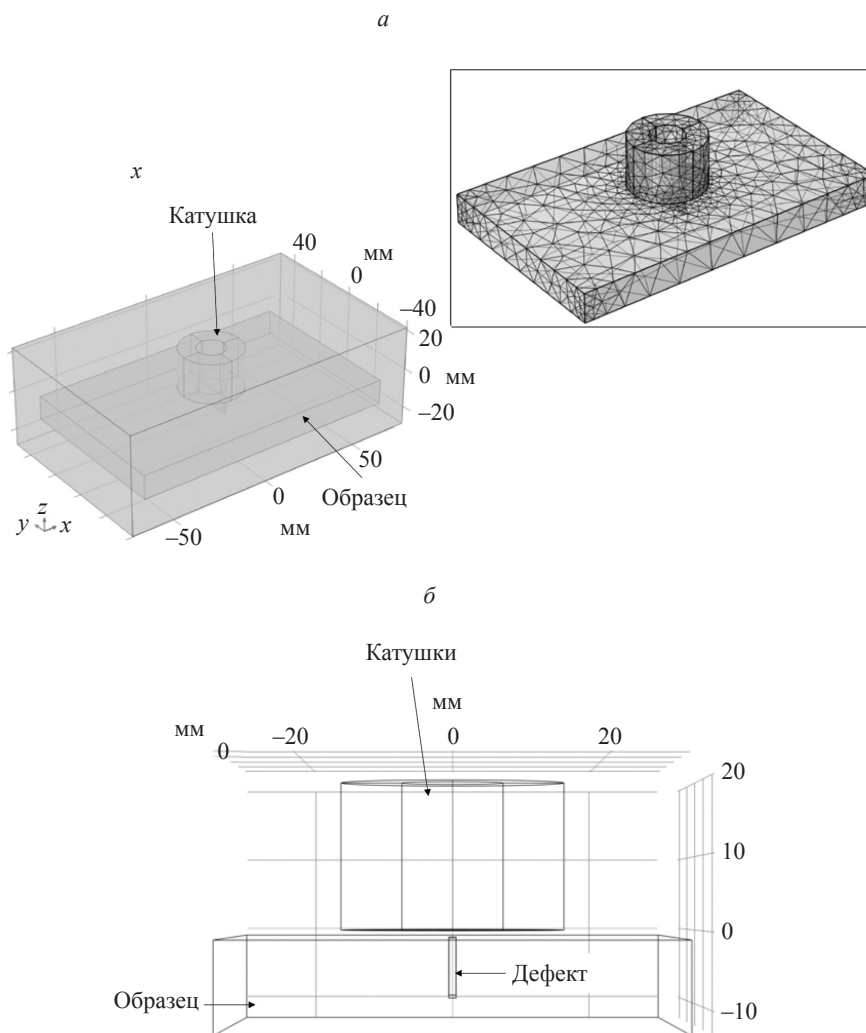 а
x
Катушка
40
мм
0
–40
20
0 мм
–20
50
Образец
0
мм
–50
z
y x
б
Катушки
мм
мм
0
–20
0
20
20
10
0
Дефект
Образец
–10